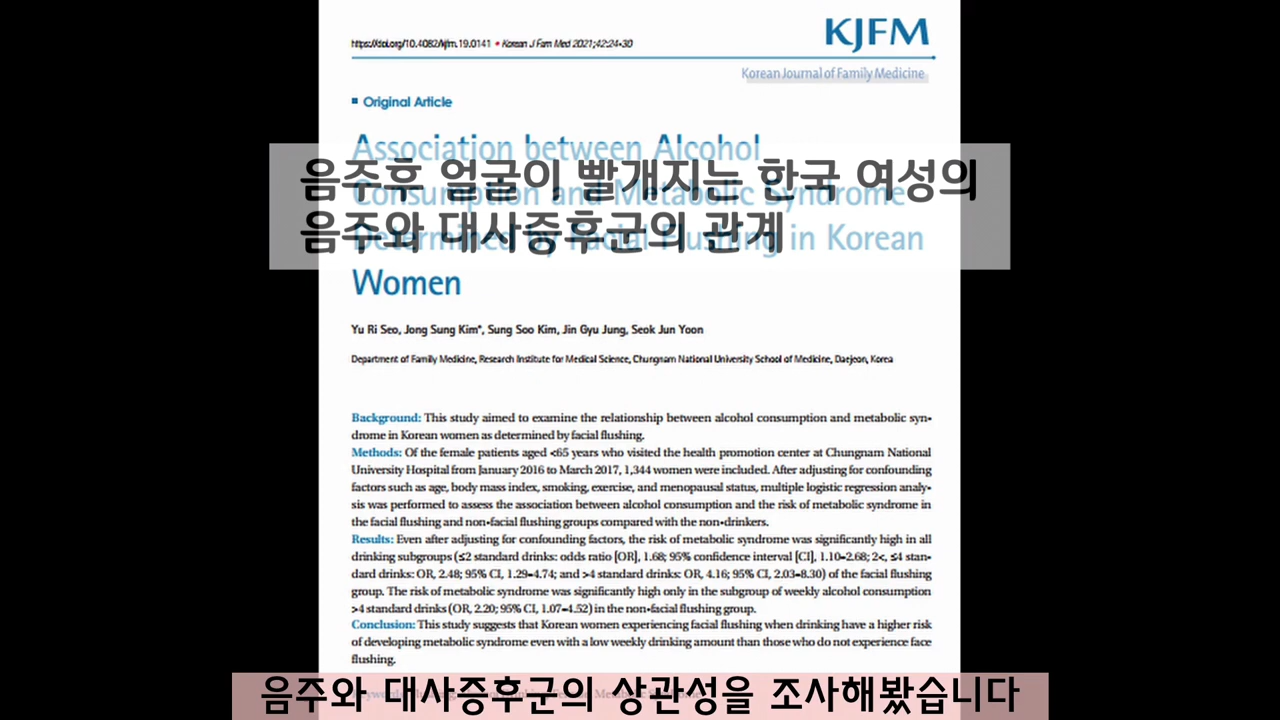 https://doi.org/10.4082/kjfm.19.0141 • Korean J Fam Med 2021;42:24-30
KJFM
Korean Journal of Family Medicine
Original Article
Association between Alcohol
Consumption and Metabolic Syndrome
Determined by Facial Flushing in Korean
Women
음주후 얼굴이 빨개지는 한국 여성의
음주와 대사증후군의 관계
Yu Ri Seo, Jong Sung Kim*, Sung Soo Kim, Jin Gyu Jung, Seok Jun Yoon
Department of Family Medicine, Research Institute for Medical Science, Chungnam National University School of Medicine, Daejeon, Korea
Background: This study aimed to examine the relationship between alcohol consumption and metabolic syn-
drome in Korean women as determined by facial flushing.
Methods: Of the female patients aged <65 years who visited the health promotion center at Chungnam National
University Hospital from January 2016 to March 2017, 1,344 women were included. After adjusting for confounding
factors such as age, body mass index, smoking, exercise, and menopausal status, multiple logistic regression analy-
sis was performed to assess the association between alcohol consumption and the risk of metabolic syndrome in
the facial flushing and non-facial flushing groups compared with the non-drinkers.
Results: Even after adjusting for confounding factors, the risk of metabolic syndrome was significantly high in all
drinking subgroups (≤2 standard drinks: odds ratio [OR], 1.68; 95% confidence interval [CI], 1.10–2.68; 2<, ≤4 stan-
dard drinks: OR, 2.48; 95% CI, 1.29–4.74; and >4 standard drinks: OR, 4.16; 95% CI, 2.03–8.30) of the facial flushing
group. The risk of metabolic syndrome was significantly high only in the subgroup of weekly alcohol consumption
>4 standard drinks (OR, 2.20; 95% CI, 1.07–4.52) in the non-facial flushing group.
Conclusion: This study suggests that Korean women experiencing facial flushing when drinking have a higher risk
of developing metabolic syndrome even with a low weekly drinking amount than those who do not experience face
flushing.
음주와 대사증후군의 상관성을 조사해봤습니다